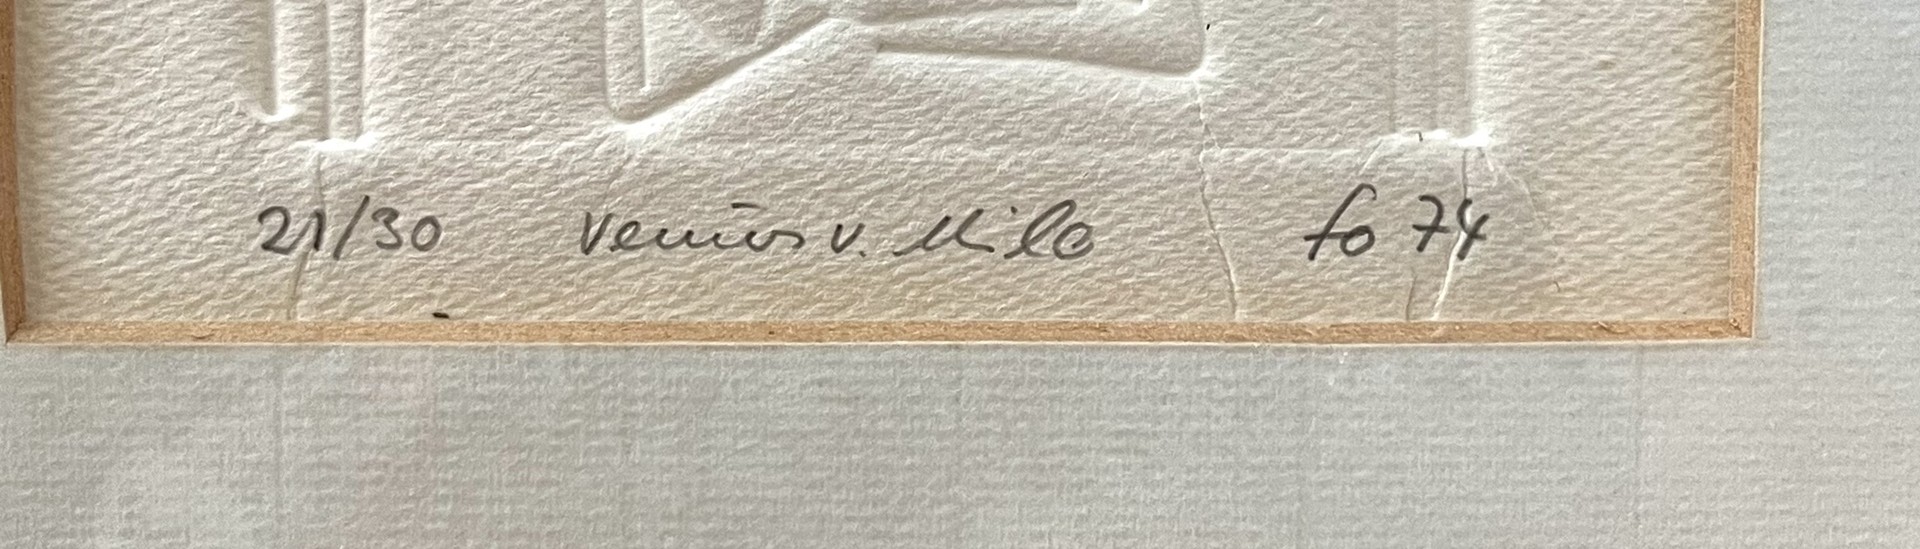 21/30 Venus v. Milo fo 74